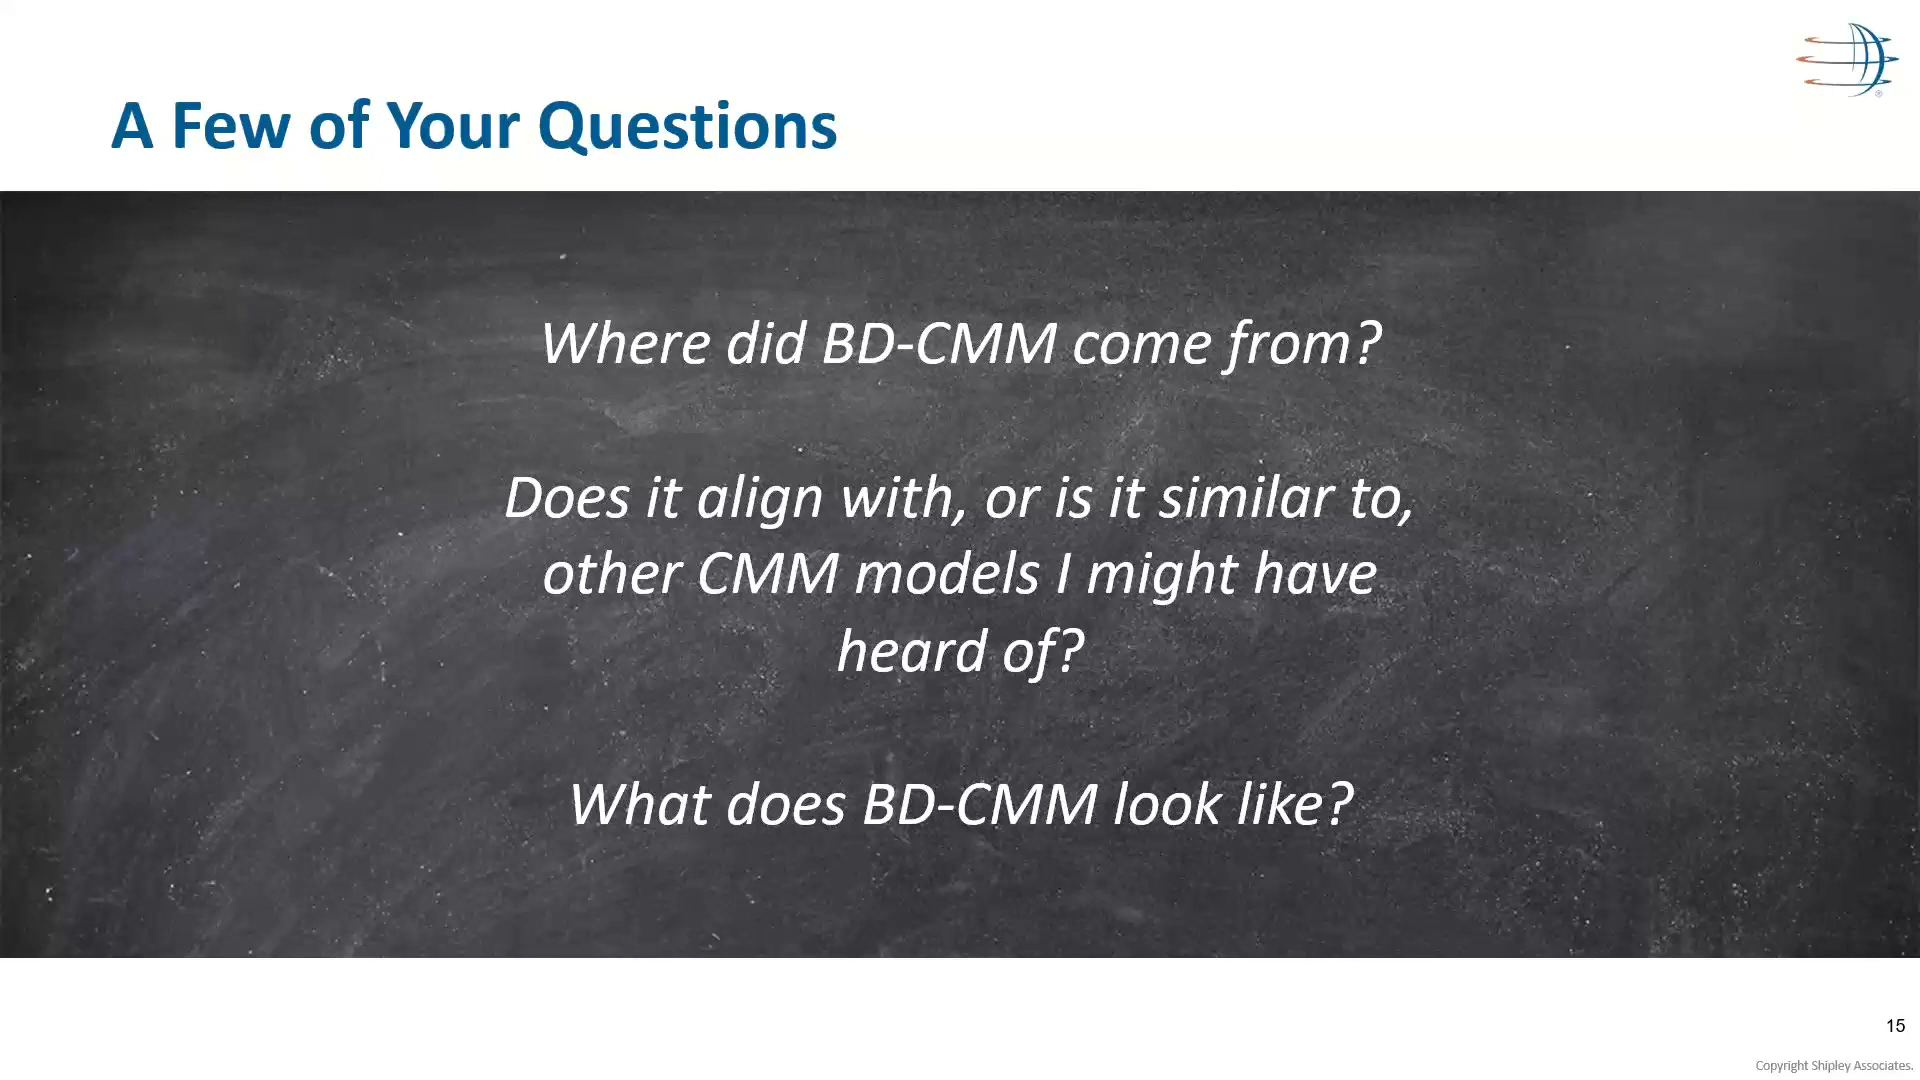 A Few of Your Questions
Where did BD-CMM come from?
Does it align with, or is it similar to,
other CMM models I might have
heard of?
What does BD-CMM look like?
15
Copyright Shipley Associates.